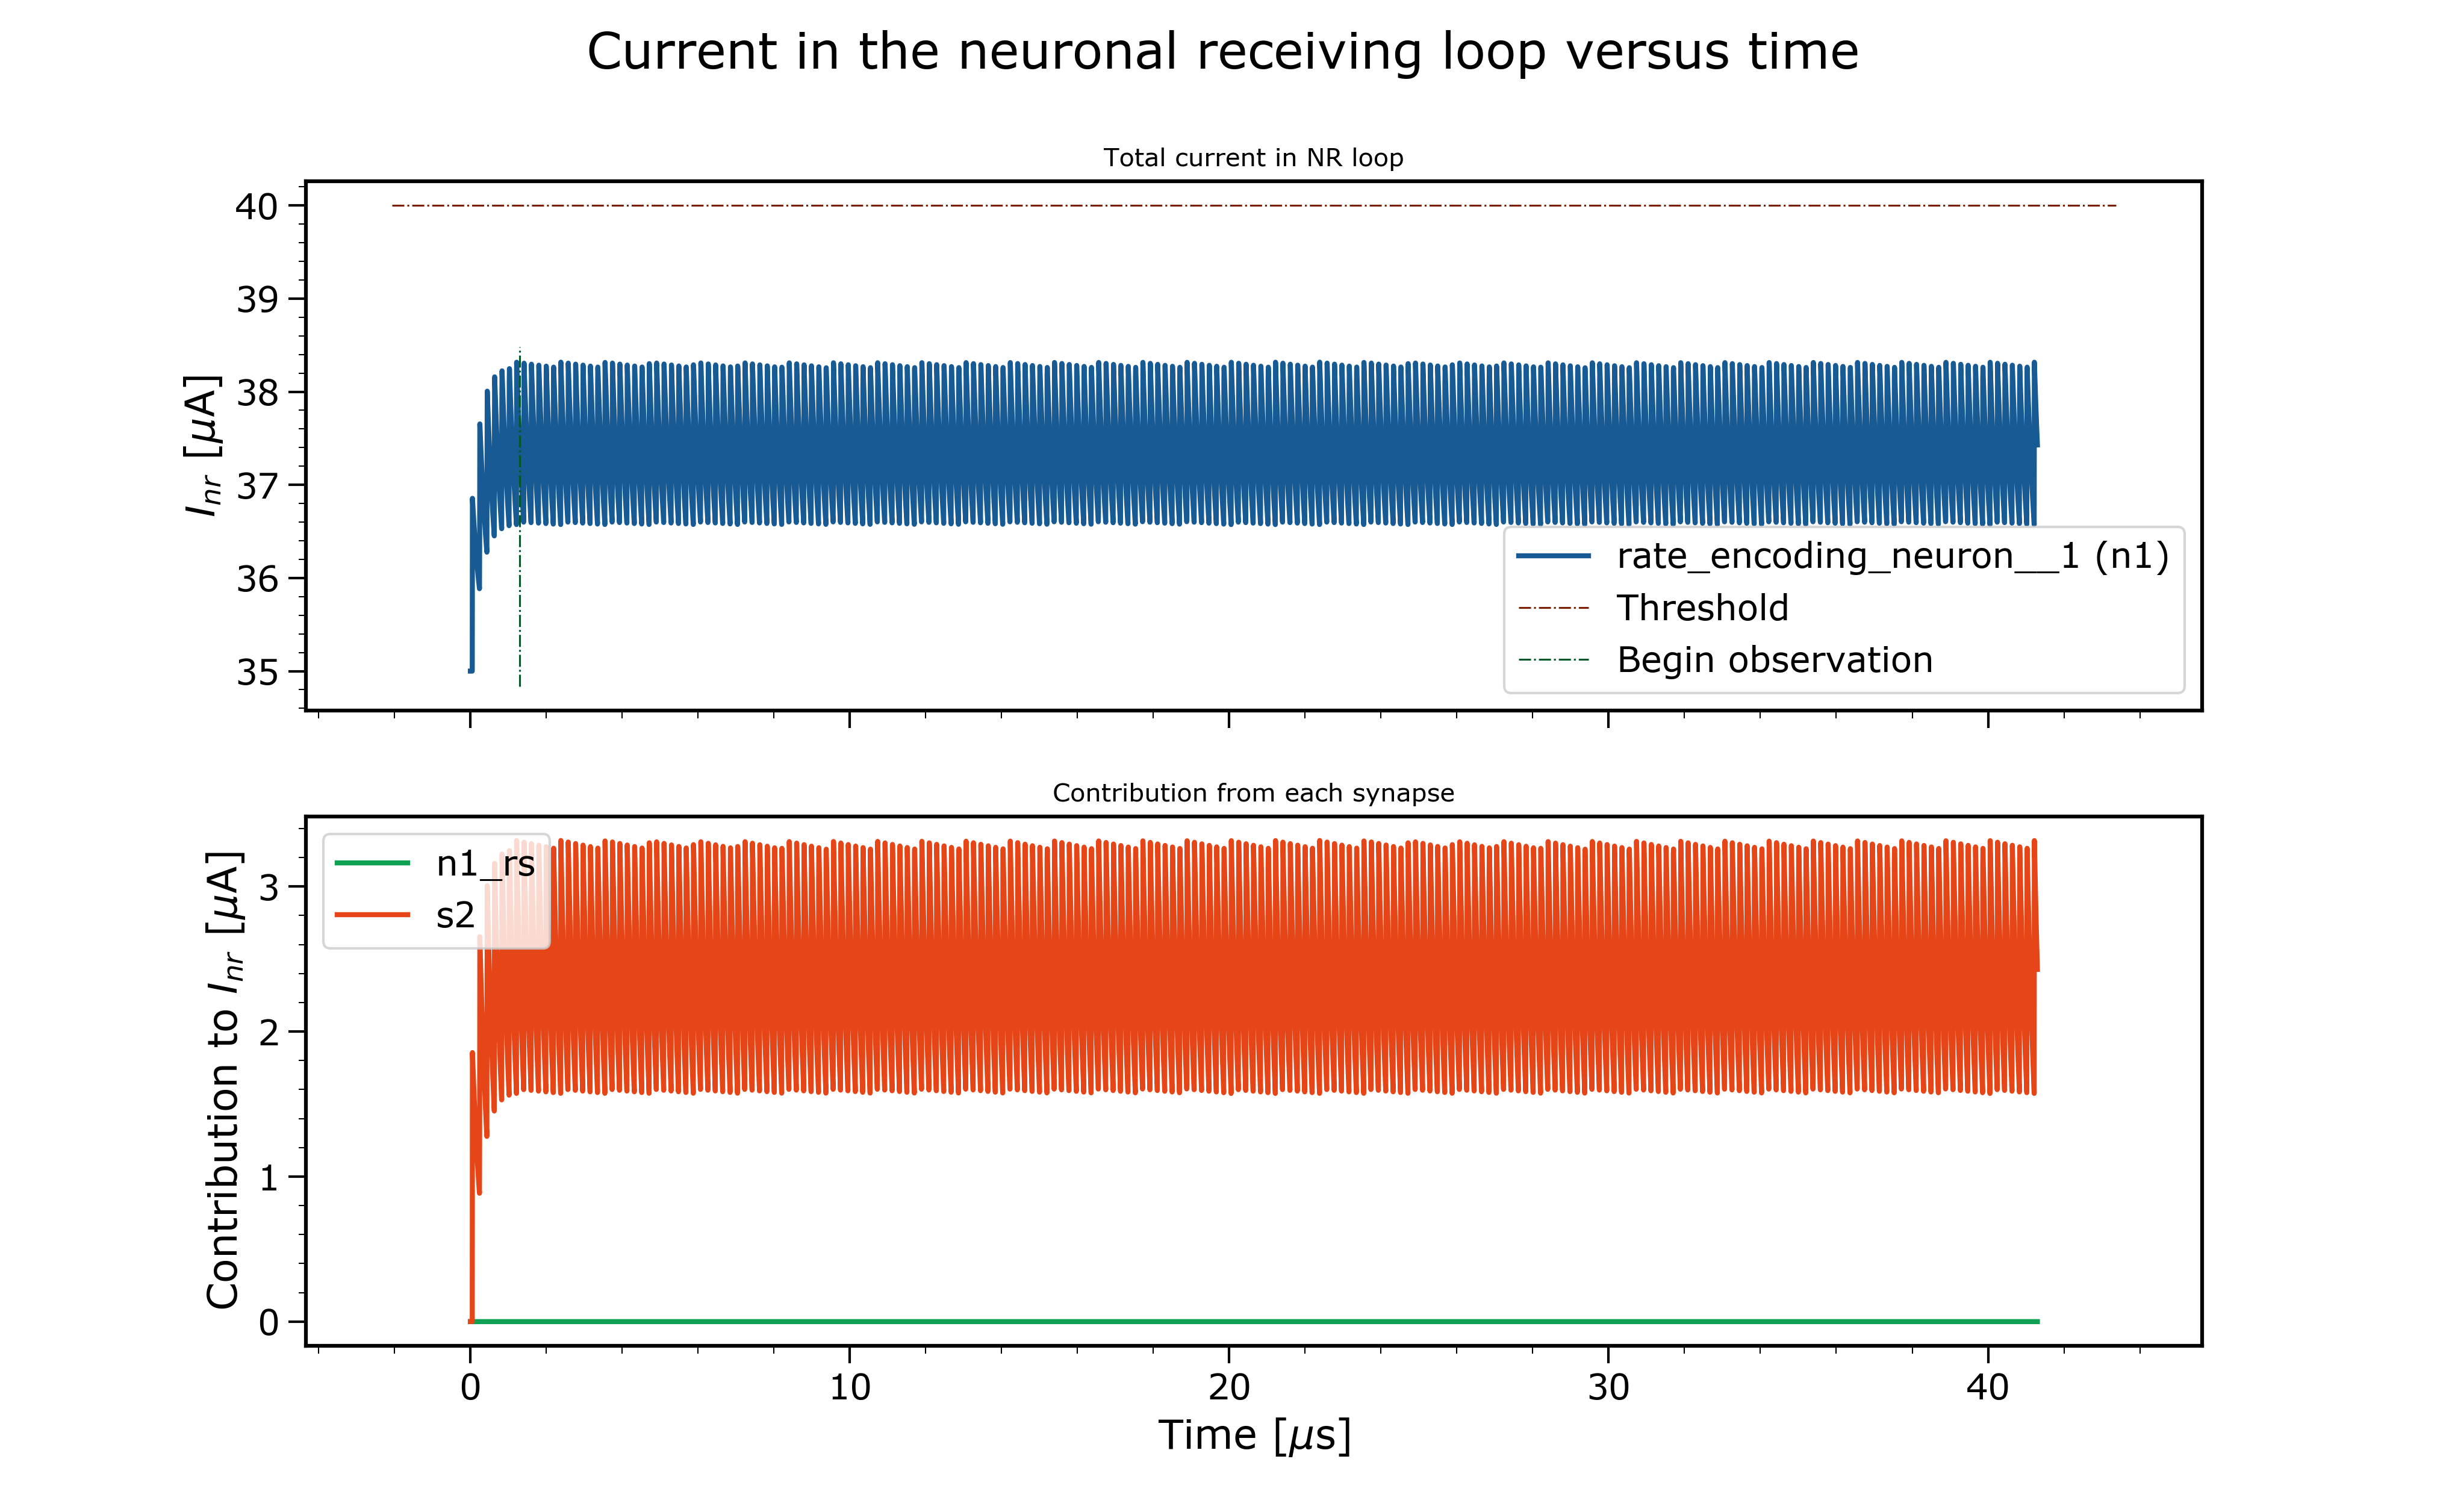 Current in the neuronal receiving loop versus time
Total current in NR loop
I_nr [μA]
40
39
38
37
36
35
rate_encoding_neuron__1 (n1)
Threshold
Begin observation
Contribution from each synapse
Contribution to I_nr [μA]
3
2
1
0
n1_rs
s2
0 10 20 30 40
Time [μs]